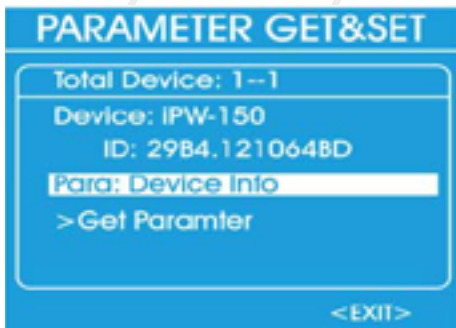 PARAMETER GET&SET
Total Device: 1--1
Device: IPW-150
ID: 29B4.121064BD
Para: Device Info
>Get Paramter
<EXIT>